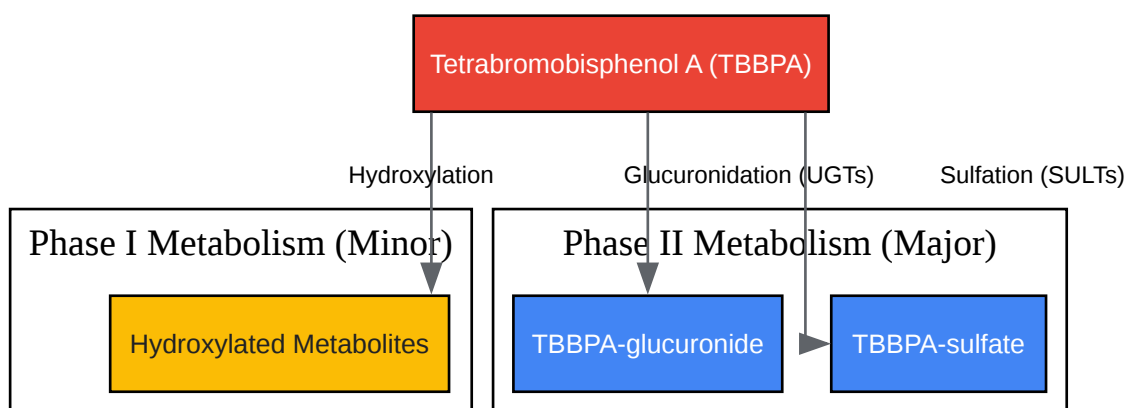 Tetrabromobisphenol A (TBBPA)
Hydroxylation
Glucuronidation (UGTs)
Sulfation (SULTs)
Phase I Metabolism (Minor)
Phase II Metabolism (Major)
Hydroxylated Metabolites
TBBPA-glucuronide
TBBPA-sulfate